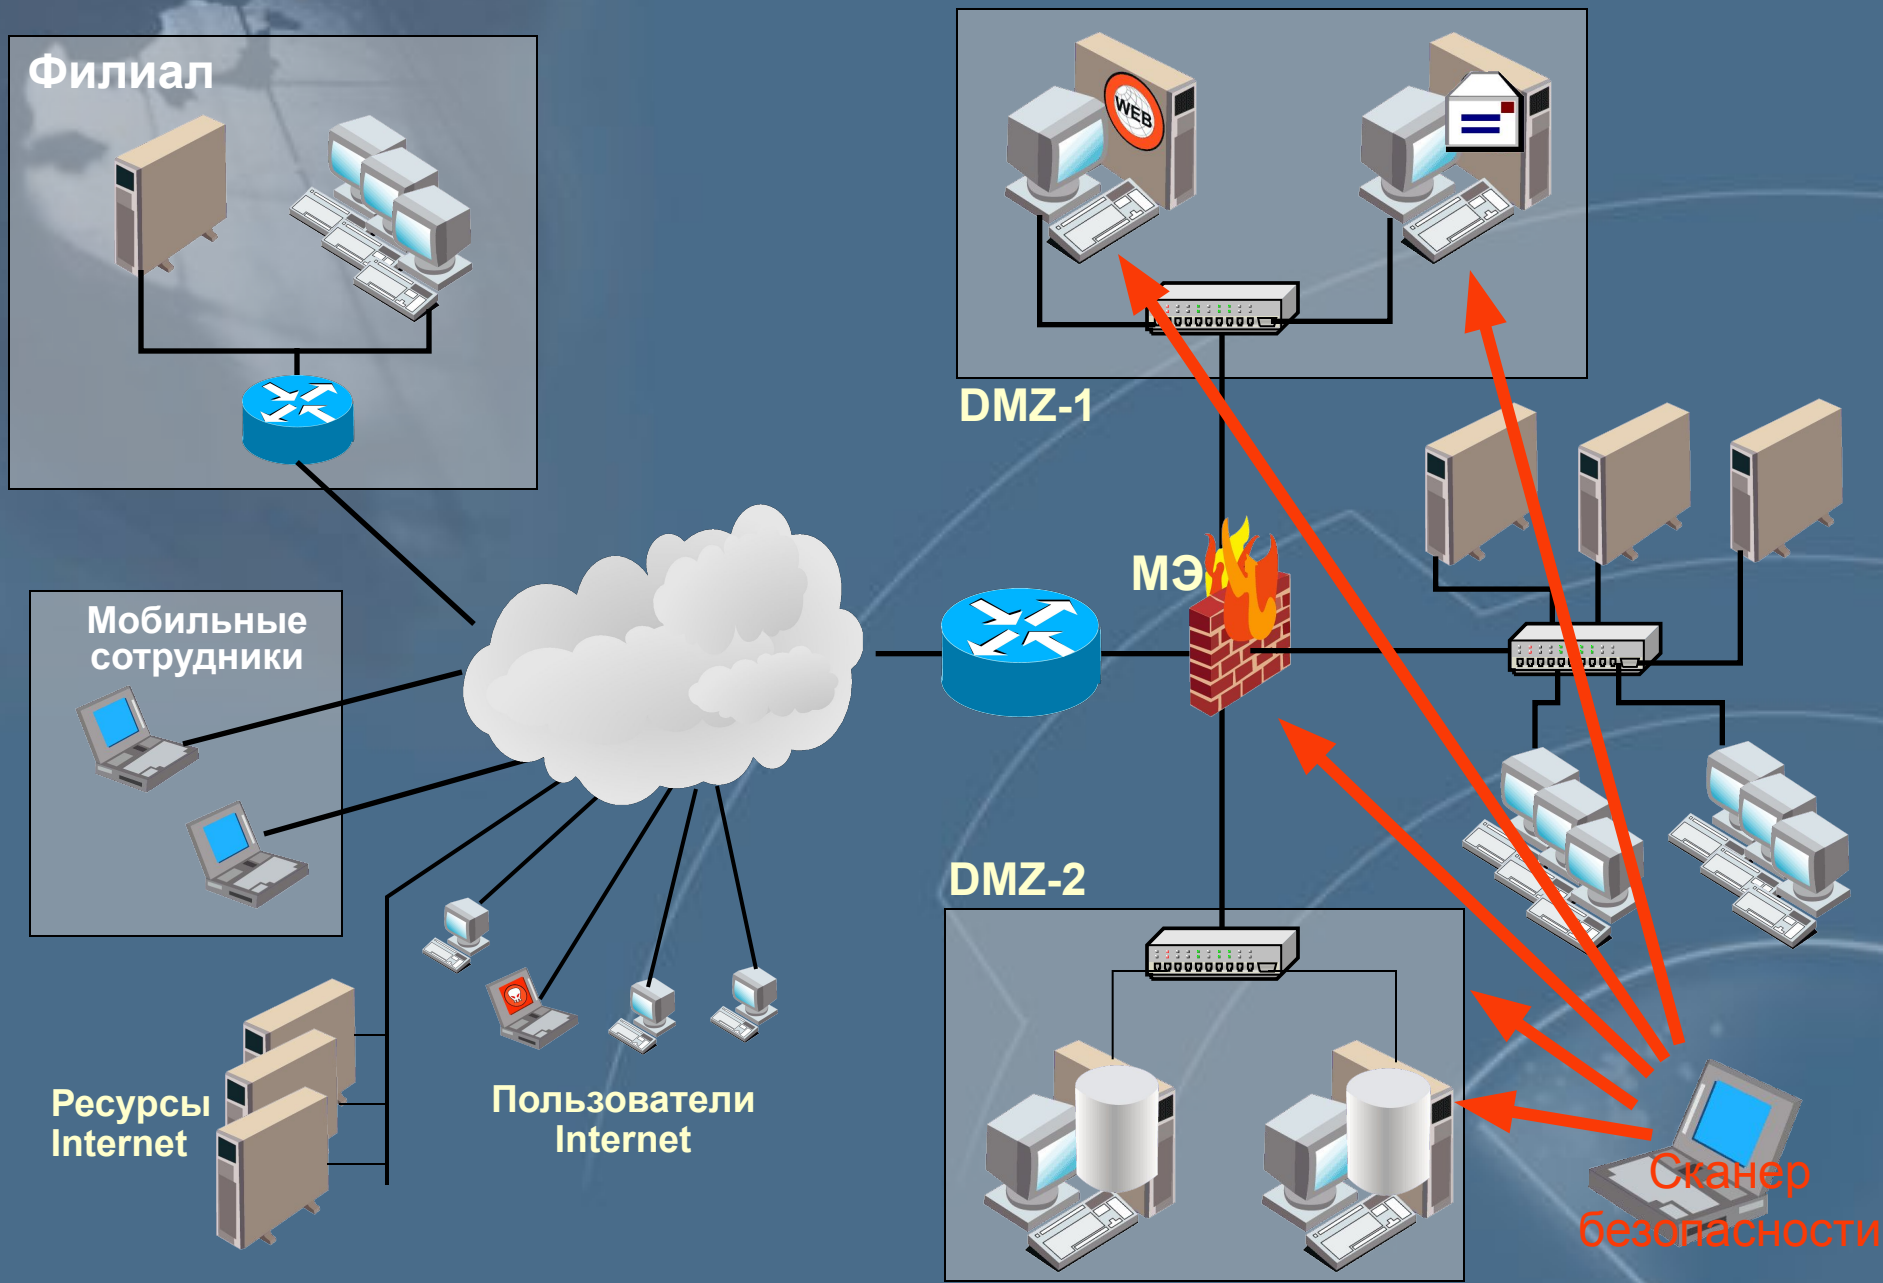 Филиал
WEB
DMZ-1
МЭ
Мобильные
сотрудники
DMZ-2
Ресурсы
Internet
Пользователи
Internet
Сканер
безопасности